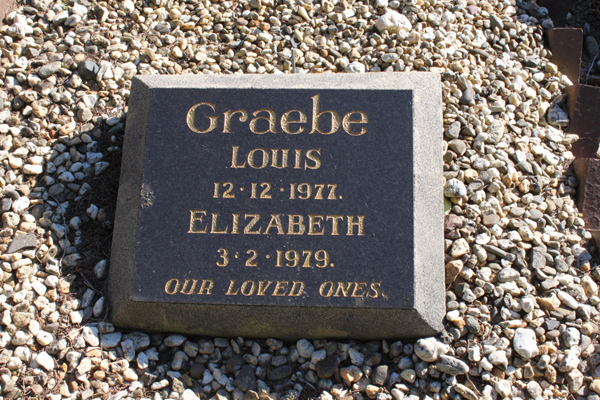 Graebe
LOUIS
12·12·1977.
ELIZABETH
3·2·1979.
OUR LOVED ONES.